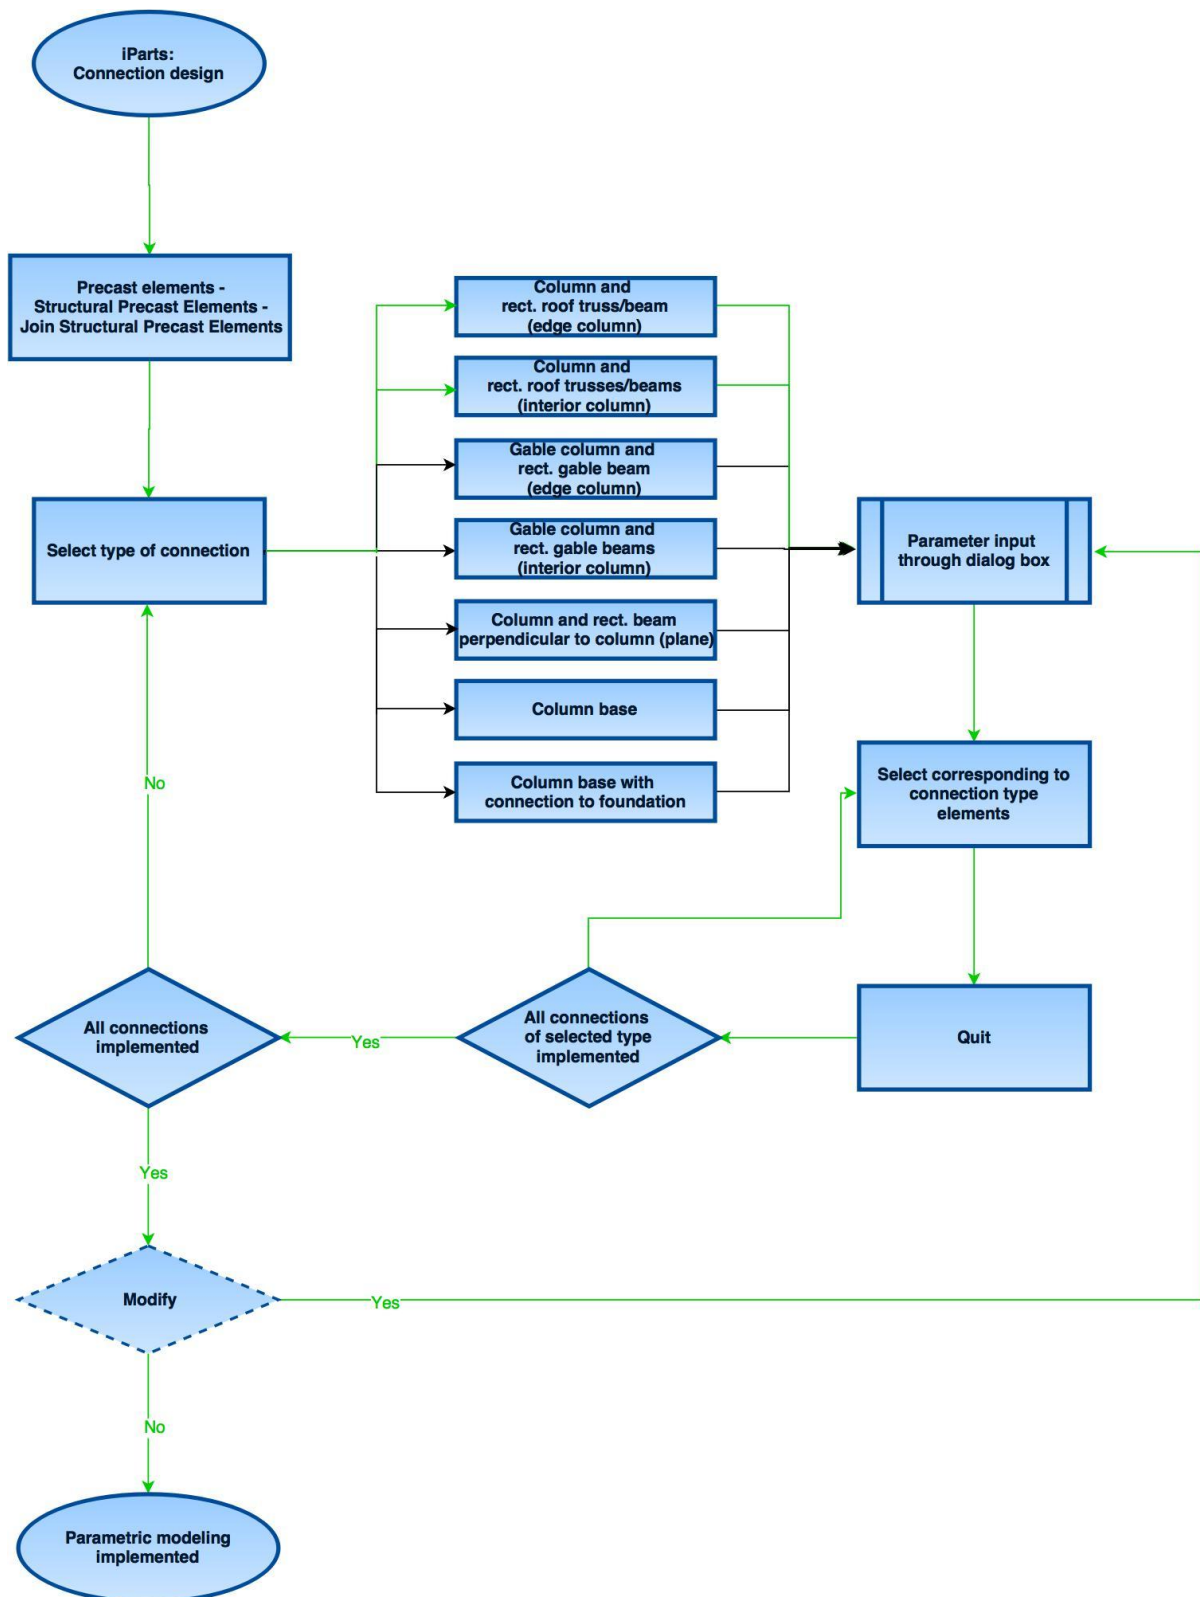 iParts:
Connection design
Precast elements -
Structural Precast Elements -
Join Structural Precast Elements
Select type of connection
Column and
rect. roof truss/beam
(edge column)
Column and
rect. roof trusses/beams
(interior column)
Gable column and
rect. gable beam
(edge column)
Gable column and
rect. gable beams
(interior column)
Column and rect. beam
perpendicular to column (plane)
Column base
Column base with
connection to foundation
Parameter input
through dialog box
Select corresponding to
connection type
elements
Quit
All connections
of selected type
implemented
Yes
All connections
implemented
No
Yes
Modify
Yes
No
Parametric modeling
implemented